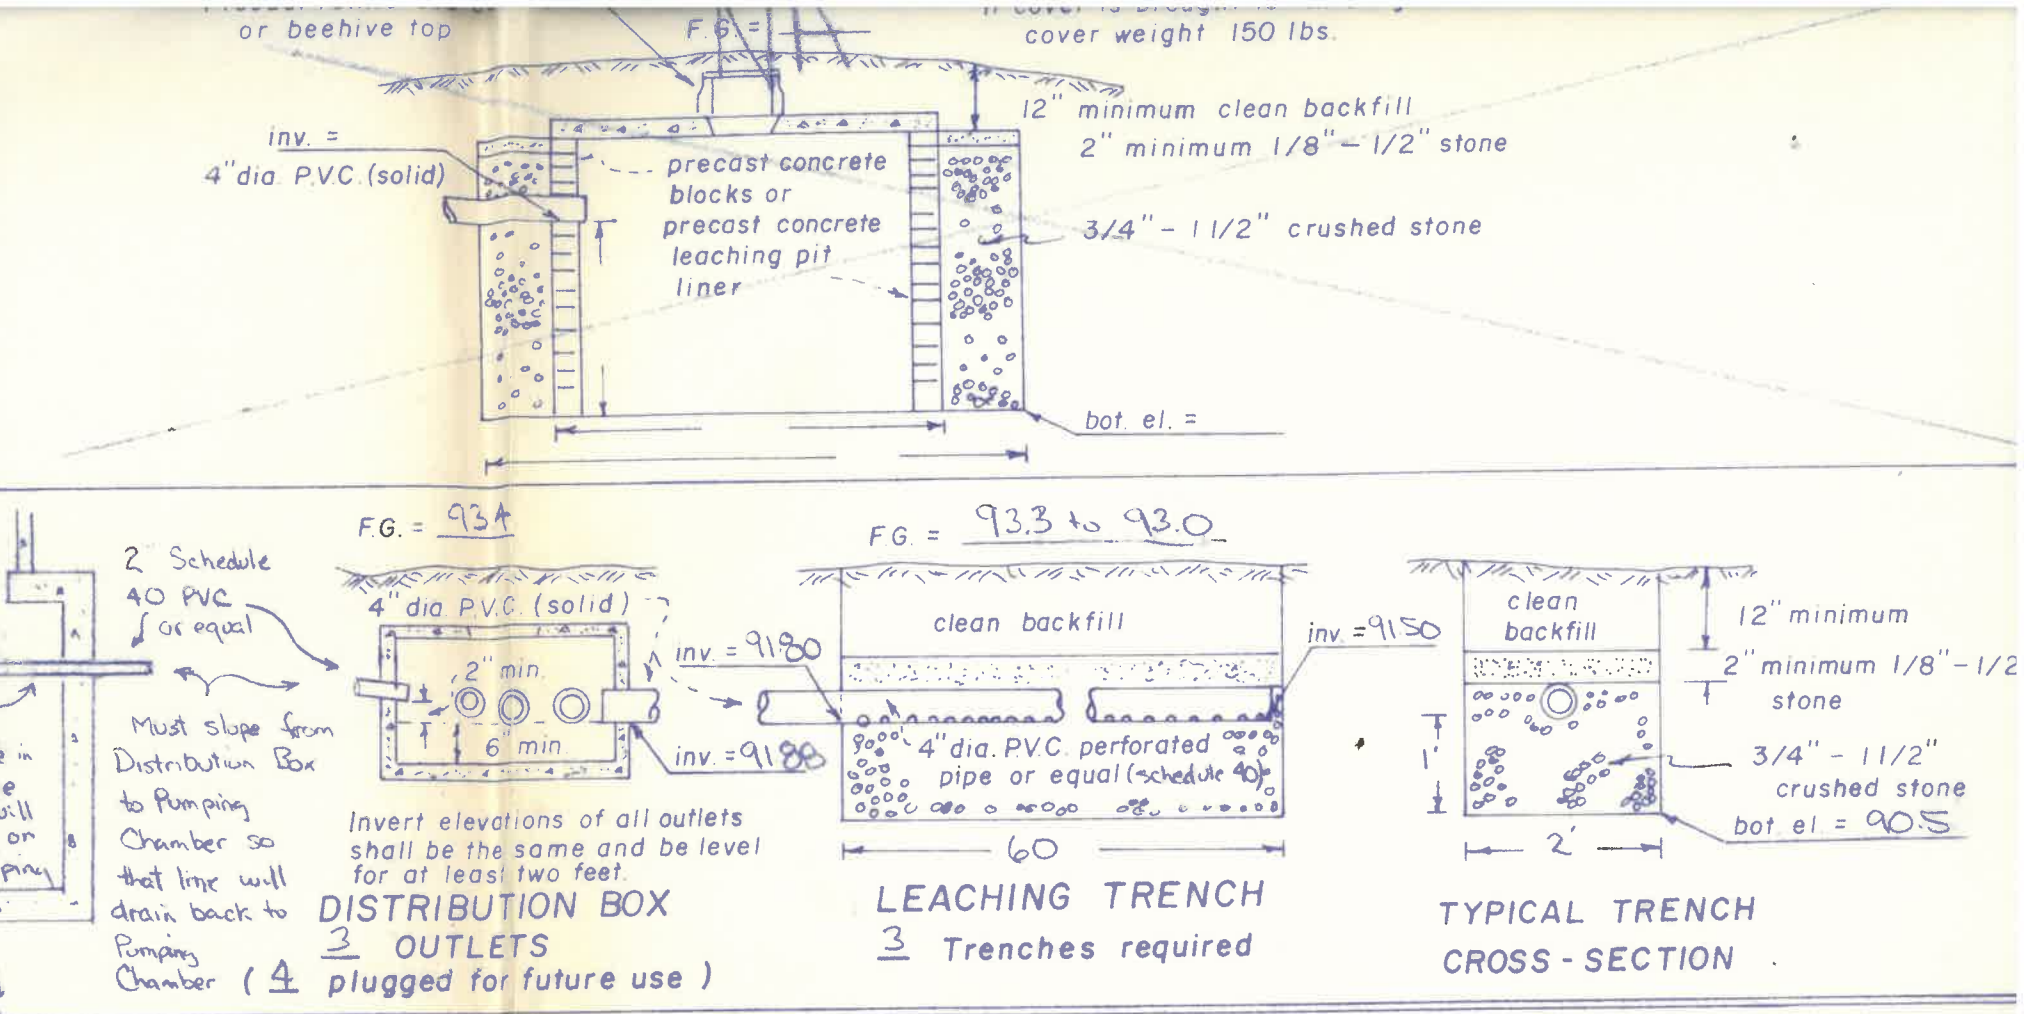 or beehive top
F.G. =
cover weight 150 lbs.
12" minimum clean backfill
2" minimum 1/8" - 1/2" stone
inv. =
4" dia. P.V.C. (solid)
precast concrete
blocks or
precast concrete
leaching pit
liner
3/4" - 1 1/2" crushed stone
bot. el. =
2" Schedule
40 PVC
or equal
Must slope from
Distribution Box
to Pumping
Chamber so
that line will
drain back to
Pumping
Chamber
e in
e
will
on
ping
F.G. = 93.4
4" dia. P.V.C. (solid)
2" min.
6" min.
inv. = 91.88
Invert elevations of all outlets
shall be the same and be level
for at least two feet.
DISTRIBUTION BOX
3 OUTLETS
( 4 plugged for future use )
F.G. = 93.3 to 93.0
clean backfill
inv. = 91.80
inv. = 91.50
4" dia. P.V.C. perforated
pipe or equal (schedule 40)
60
LEACHING TRENCH
3 Trenches required
clean
backfill
12" minimum
2" minimum 1/8" - 1/2
stone
1'
3/4" - 1 1/2"
crushed stone
bot. el. = 90.5
2'
TYPICAL TRENCH
CROSS - SECTION